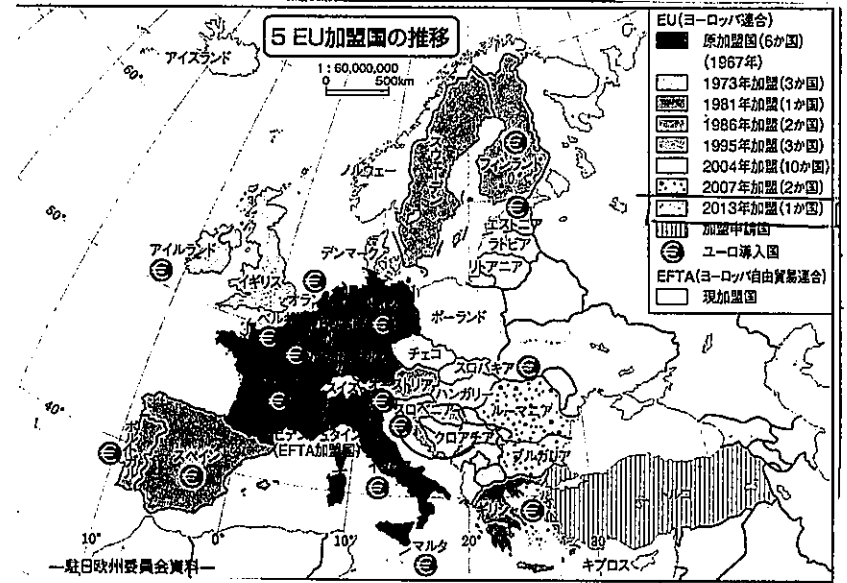 5 EU加盟国の推移
1:60,000,000
0 500km
EU(ヨーロッパ連合)
原加盟国(6か国)
(1967年)
1973年加盟(3か国)
1981年加盟(1か国)
1986年加盟(2か国)
1995年加盟(3か国)
2004年加盟(10か国)
2007年加盟(2か国)
2013年加盟(1か国)
加盟申請国
ユーロ導入国
EFTA(ヨーロッパ自由貿易連合)
現加盟国
アイスランド
60°
ノルウェー
スウェーデン
フィンランド
50°
エストニア
ラトビア
リトアニア
アイルランド
デンマーク
イギリス
ポーランド
チェコ
スロバキア
ハンガリー
スロベニア
ルーマニア
クロアチア
40°
(EFTA加盟国)
ブルガリア
スペイン
10°
0°
10°
マルタ
20°
30
キプロス
―駐日欧州委員会資料―